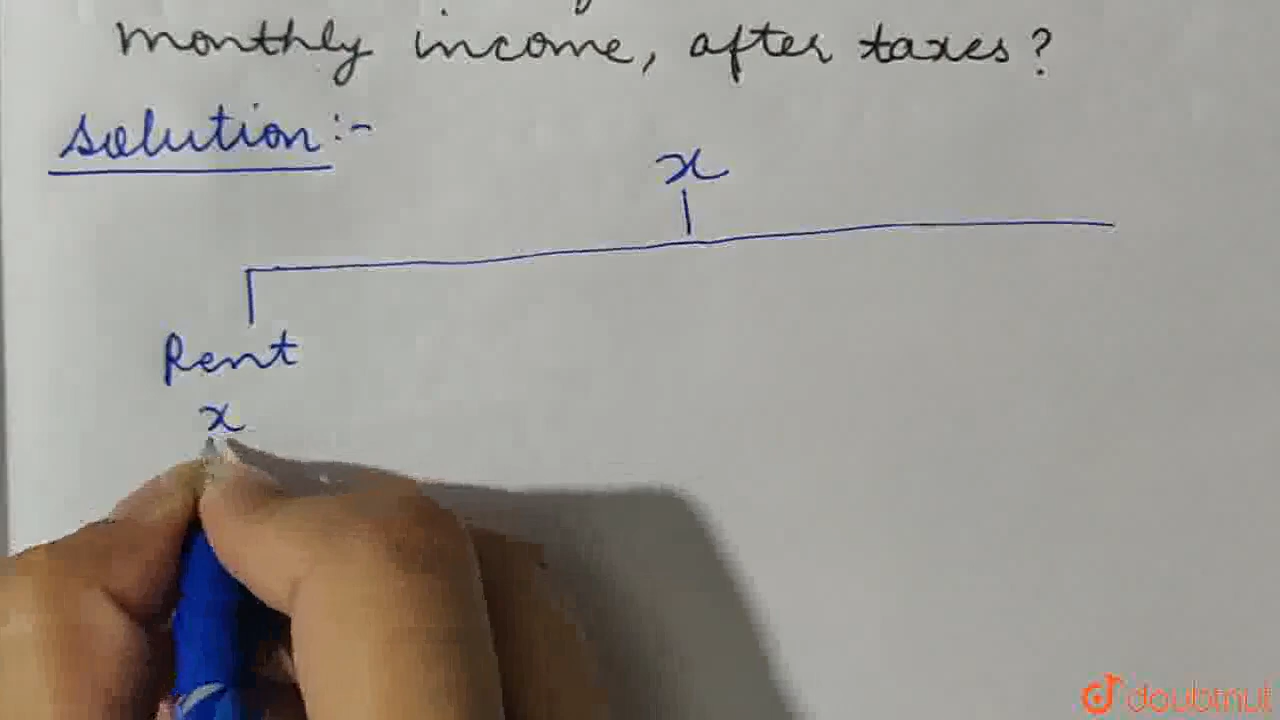 monthly income, after taxes?
Solution :-
x
Rent
x
doubtnut